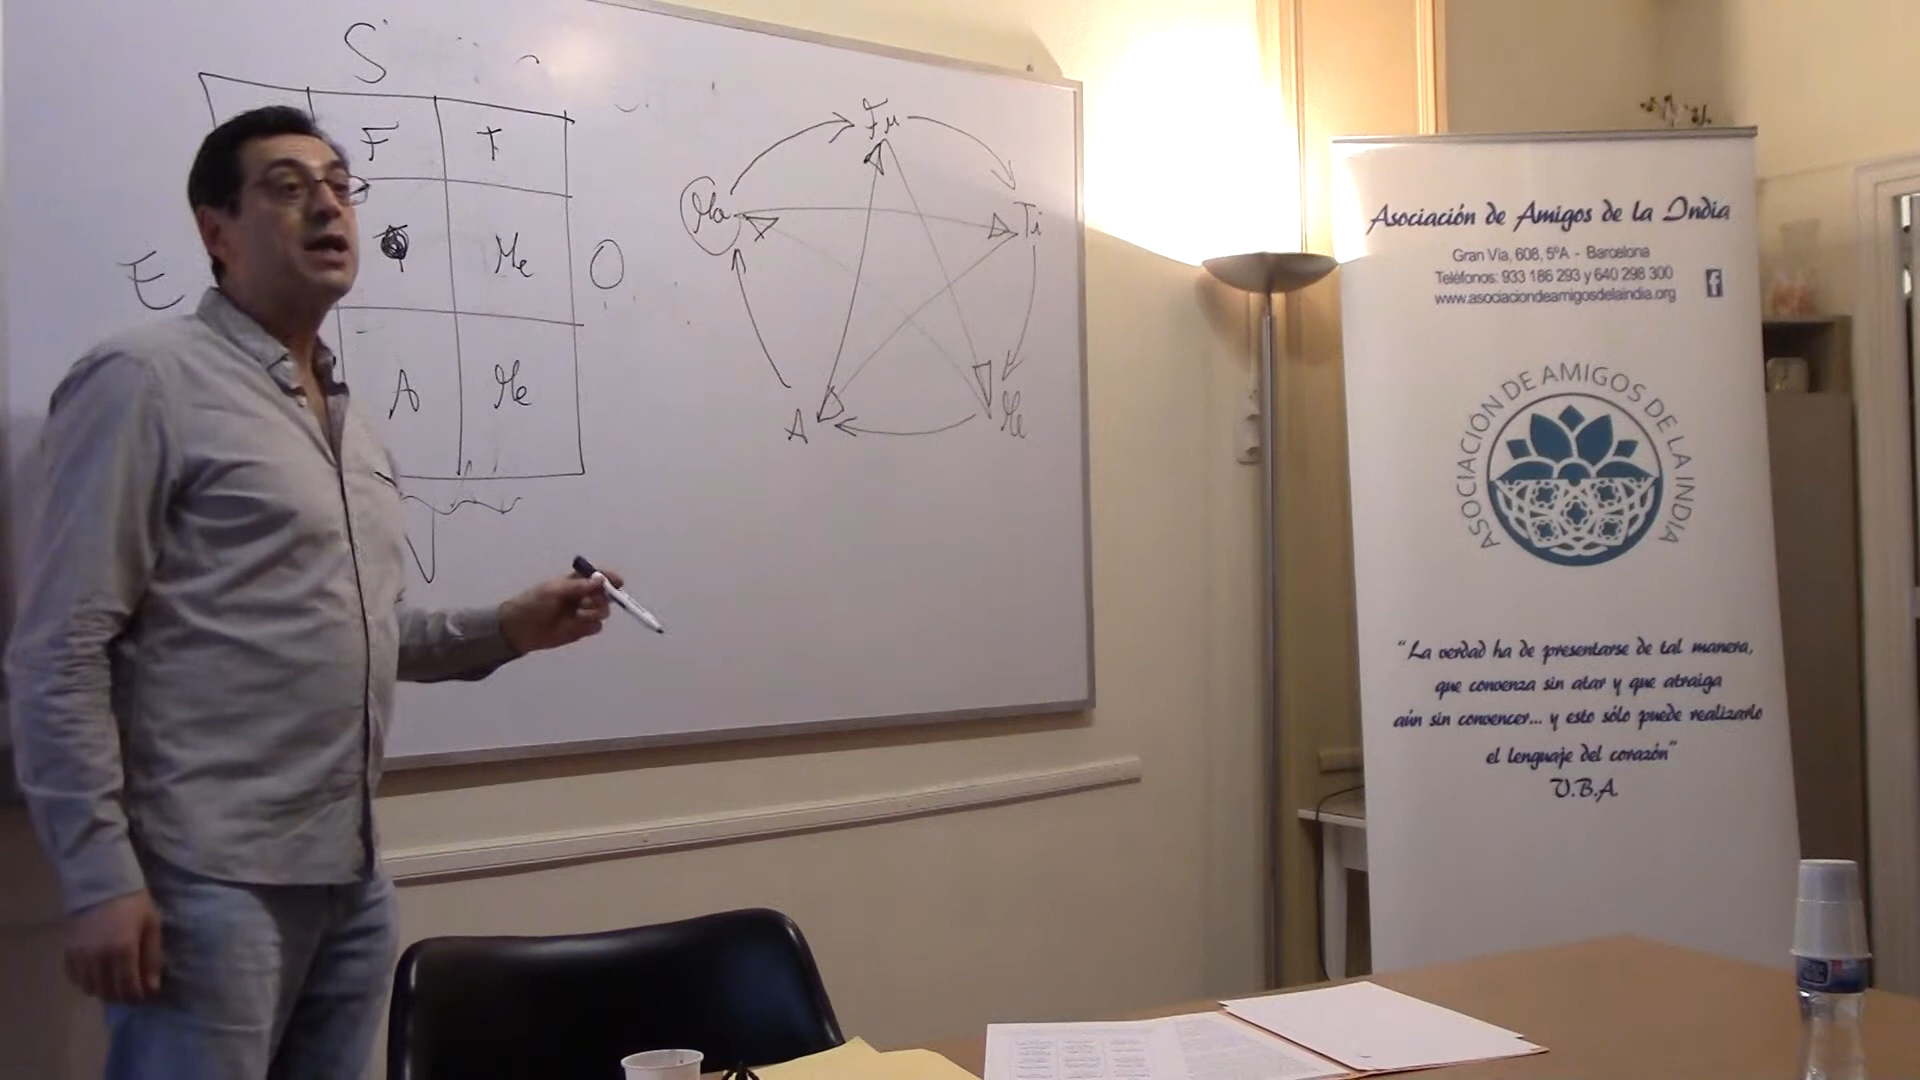 S
F T
E
Me
O
A Me
Fu
Ma
Ti
A
Me
Asociación de Amigos de la India
Gran Via, 608, 5ºA - Barcelona
Teléfonos: 933 186 293 y 640 298 300
www.asociaciondeamigosdelaindia.org
f
ASOCIACIÓN DE AMIGOS DE LA INDIA
"La verdad ha de presentarse de tal manera,
que convenza sin atar y que atraiga
aún sin convencer... y esto sólo puede realizarlo
el lenguaje del corazón"
V.B.A.